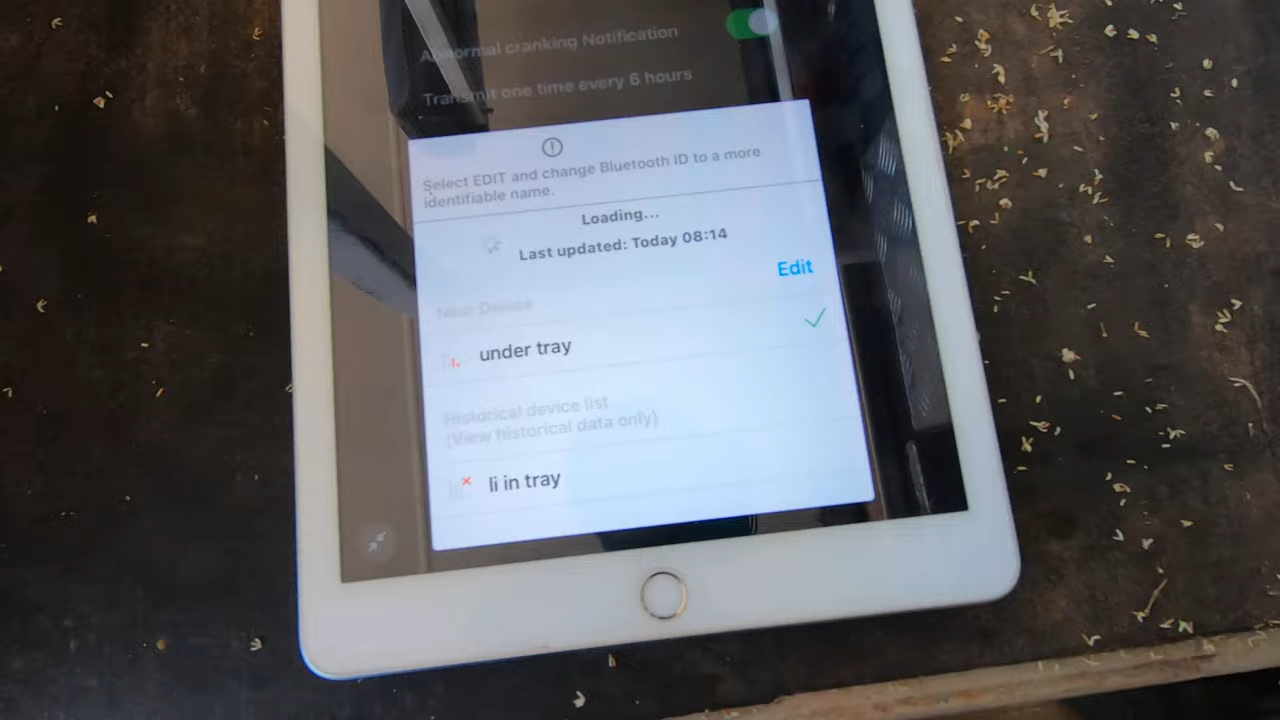 Abnormal cranking Notification
Transmit one time every 6 hours
Select EDIT and change Bluetooth ID to a more
identifiable name.
Loading...
Last updated: Today 08:14
Edit
Near Device
under tray
Historical device list
(View historical data only)
li in tray